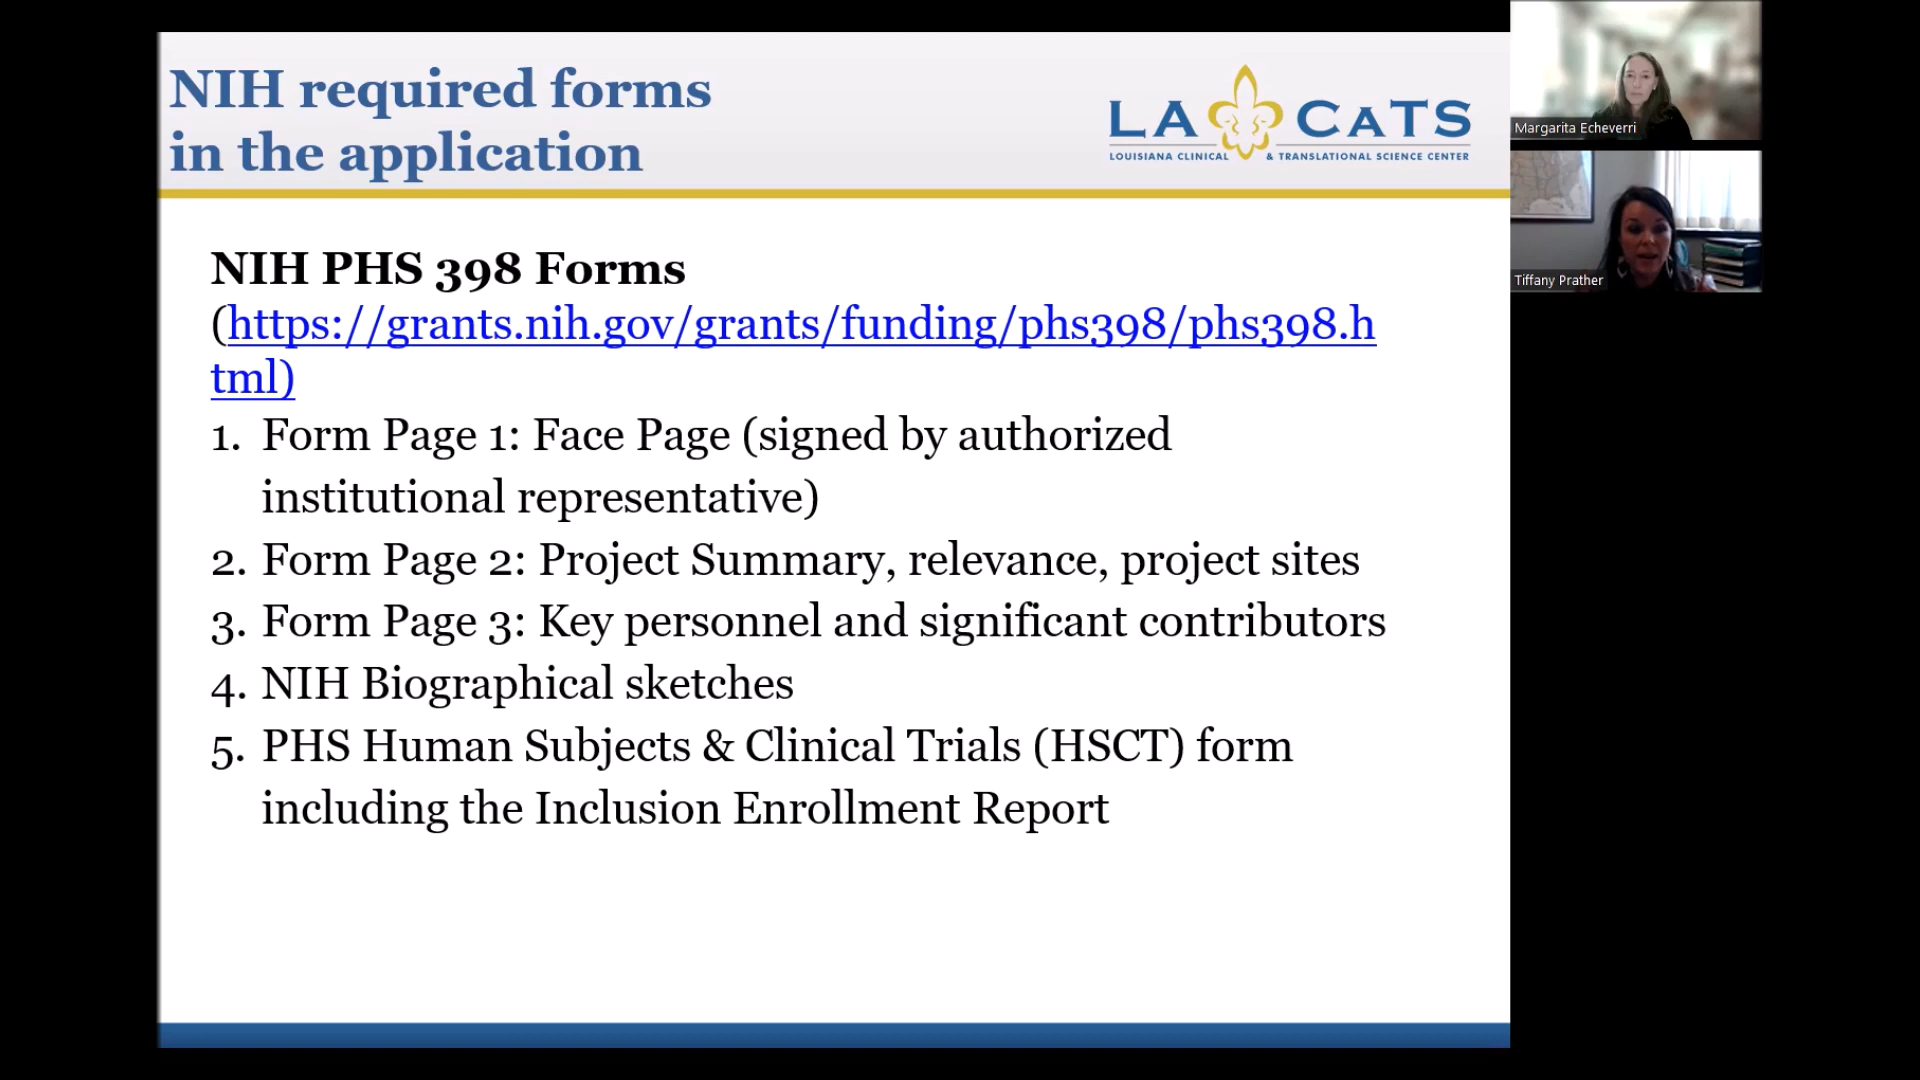 NIH required forms
in the application
LA CATS
LOUISIANA CLINICAL & TRANSLATIONAL SCIENCE CENTER
NIH PHS 398 Forms
(https://grants.nih.gov/grants/funding/phs398/phs398.h
tml)
1. Form Page 1: Face Page (signed by authorized
institutional representative)
2. Form Page 2: Project Summary, relevance, project sites
3. Form Page 3: Key personnel and significant contributors
4. NIH Biographical sketches
5. PHS Human Subjects & Clinical Trials (HSCT) form
including the Inclusion Enrollment Report
Margarita Echeverri
Tiffany Prather